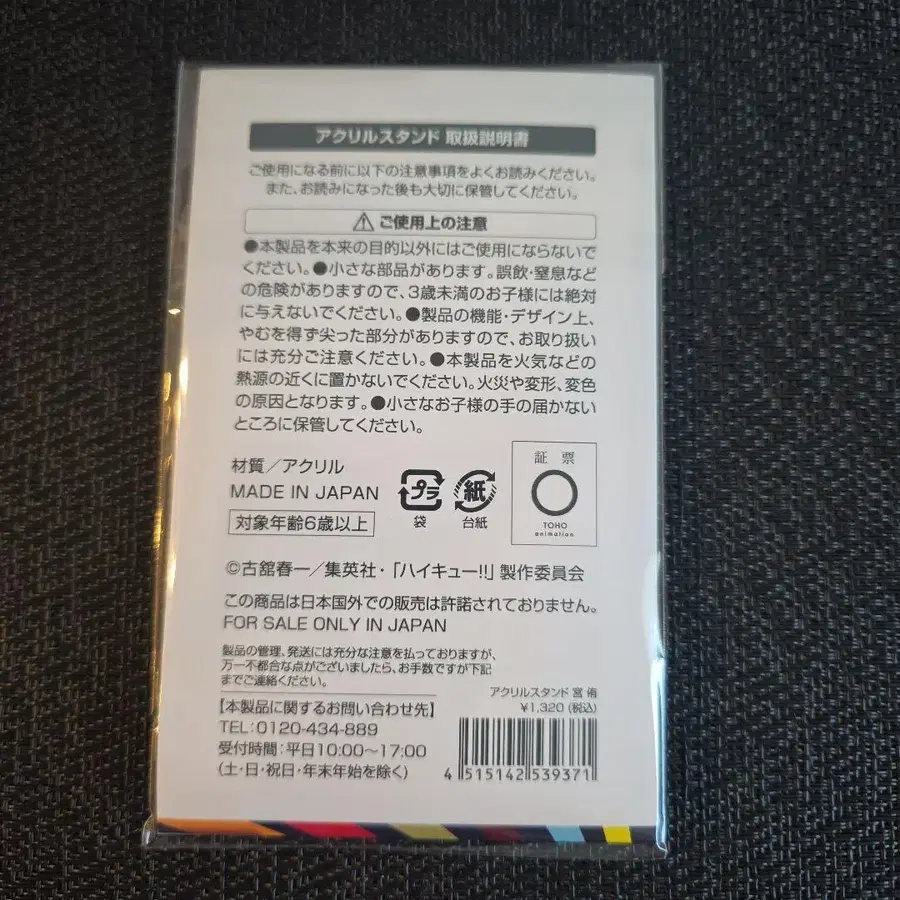 アクリルスタンド 取扱説明書
ご使用になる前に以下の注意事項をよくお読みください。
また、お読みになった後も大切に保管してください。
⚠ ご使用上の注意
●本製品を本来の目的以外にはご使用にならないで
ください。●小さな部品があります。誤飲・窒息など
の危険がありますので、3歳未満のお子様には絶対
に与えないでください。●製品の機能・デザイン上、
やむを得ず尖った部分がありますので、お取り扱い
には充分ご注意ください。●本製品を火気などの
熱源の近くに置かないでください。火災や変形、変色
の原因となります。●小さなお子様の手の届かない
ところに保管してください。
材質／アクリル
MADE IN JAPAN
対象年齢6歳以上
プラ
袋
紙
台紙
証票
TOHO
animation
©古舘春一／集英社・「ハイキュー!!」製作委員会
この商品は日本国外での販売は許諾されておりません。
FOR SALE ONLY IN JAPAN
製品の管理、発送には充分な注意を払っておりますが、
万一不都合な点がございましたら、お手数ですが下記
までご連絡ください。
【本製品に関するお問い合わせ先】
TEL:0120-434-889
受付時間:平日10:00～17:00
(土・日・祝日・年末年始を除く)
アクリルスタンド 宮 侑
¥1,320 (税込)
4 515142 539371